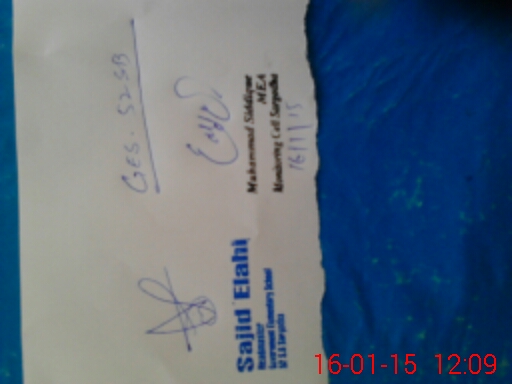 GES. 52 SB
Muhammad Siddique
MEA
Monitoring Cell Sargodha
16/1/15
Sajid Elahi
Headmaster
Government Elementary School
16-01-15 12:09